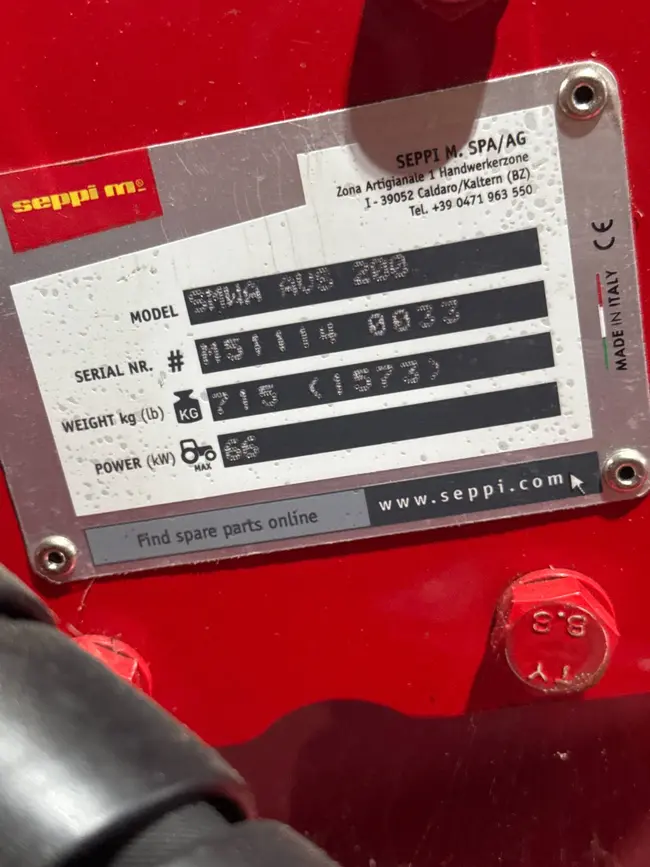 seppi m®
SEPPI M. SPA/AG
Zona Artigianale 1 Handwerkerzone
I - 39052 Caldaro/Kaltern (BZ)
Tel. +39 0471 963 550
MODEL SMWA AVS 200
SERIAL NR. # M51114 0033
WEIGHT kg (lb) KG 715 (1573)
POWER (kW) MAX 66
Find spare parts online www.seppi.com
CE
MADE IN ITALY
8.8
TY